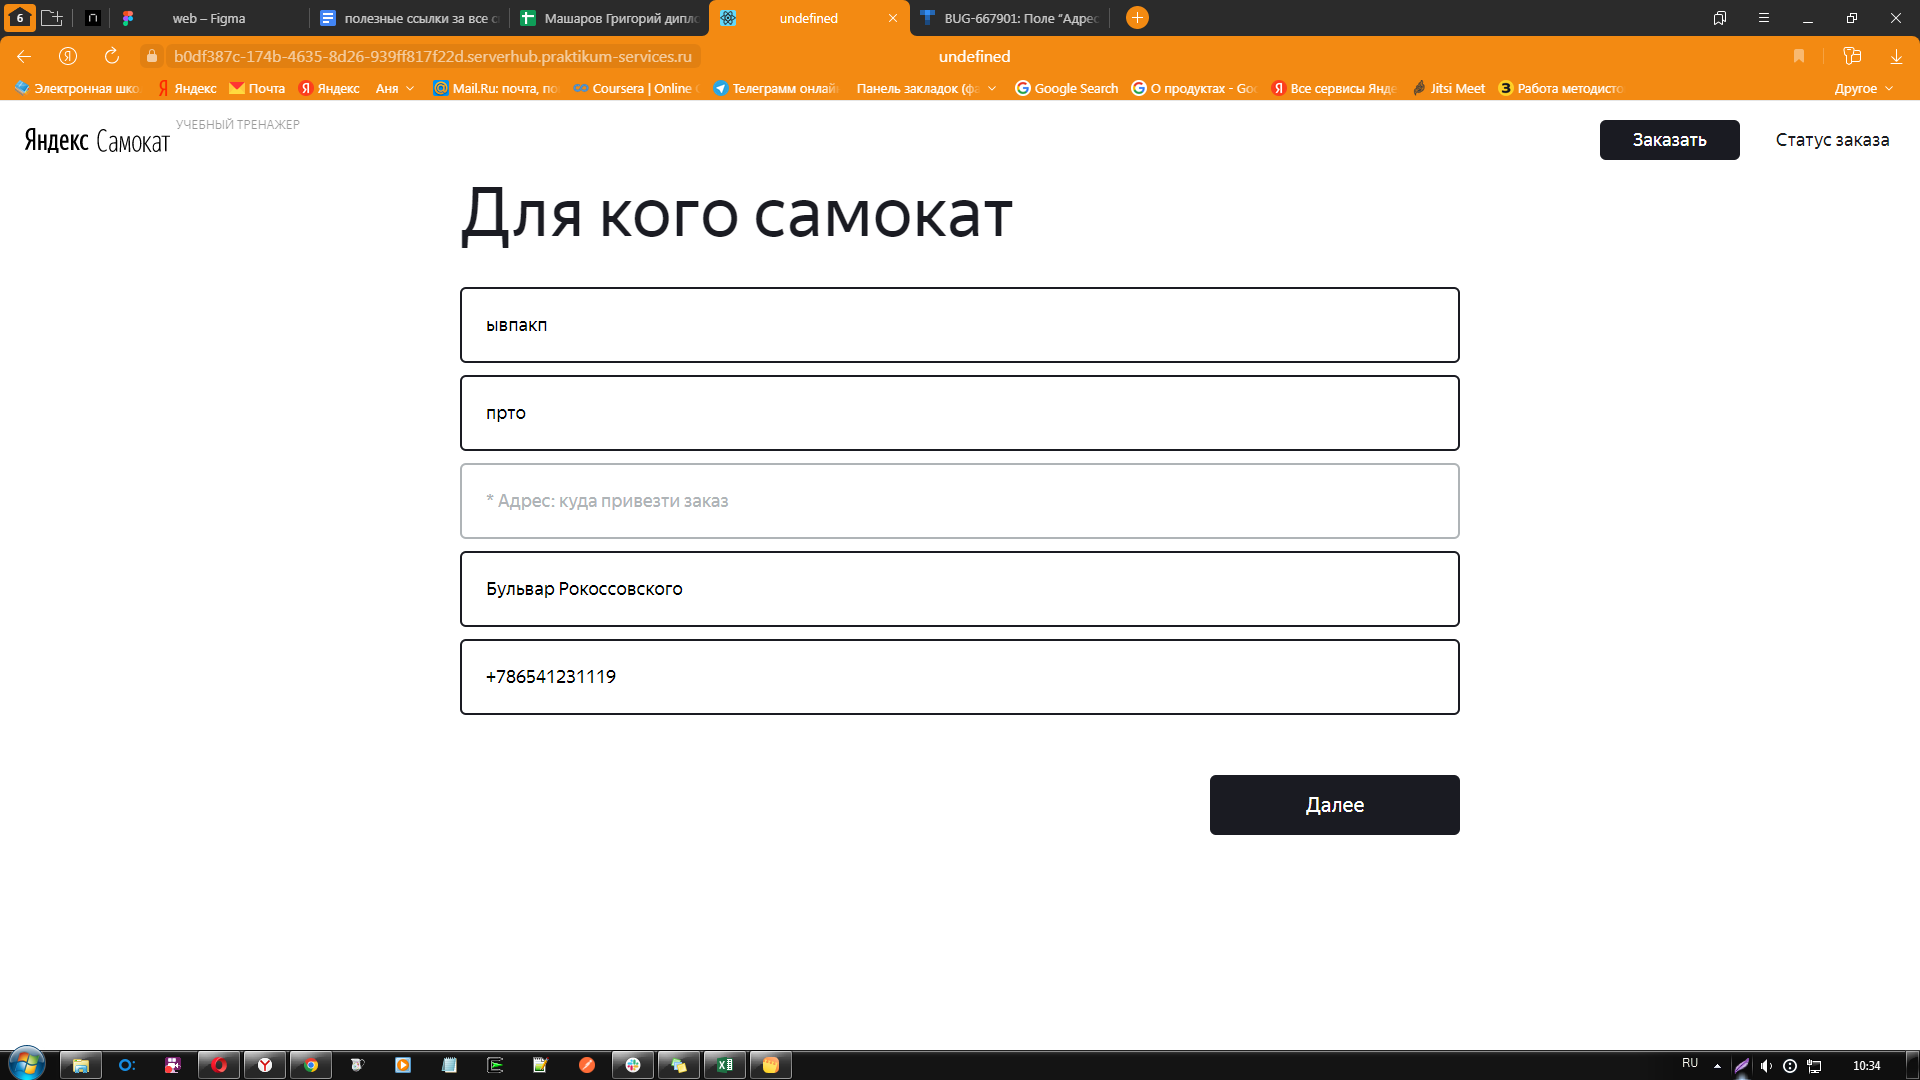 6
web – Figma
полезные ссылки за все с
Машаров Григорий дипло
undefined
BUG-667901: Поле "Адрес
b0df387c-174b-4635-8d26-939ff817f22d.serverhub.praktikum-services.ru
undefined
Электронная шко
Яндекс
Почта
Яндекс
Аня
Mail.Ru: почта, по
Coursera | Online
Телеграмм онлайн
Панель закладок (фа
Google Search
О продуктах - Goo
Все сервисы Янде
Jitsi Meet
Работа методисто
Другое
Яндекс Самокат
УЧЕБНЫЙ ТРЕНАЖЕР
Заказать
Статус заказа
Для кого самокат
ывпакп
прто
* Адрес: куда привезти заказ
Бульвар Рокоссовского
+786541231119
Далее
RU
10:34